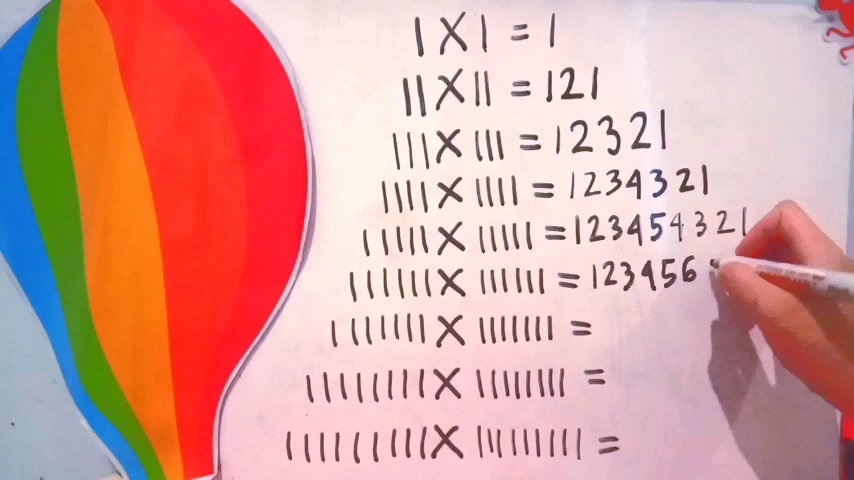 1 X 1 = 1
11 X 11 = 121
111 X 111 = 12321
1111 X 1111 = 1234321
11111 X 11111 = 123454321
111111 X 111111 = 123456
1111111 X 1111111 =
11111111 X 11111111 =
111111111 X 111111111 =